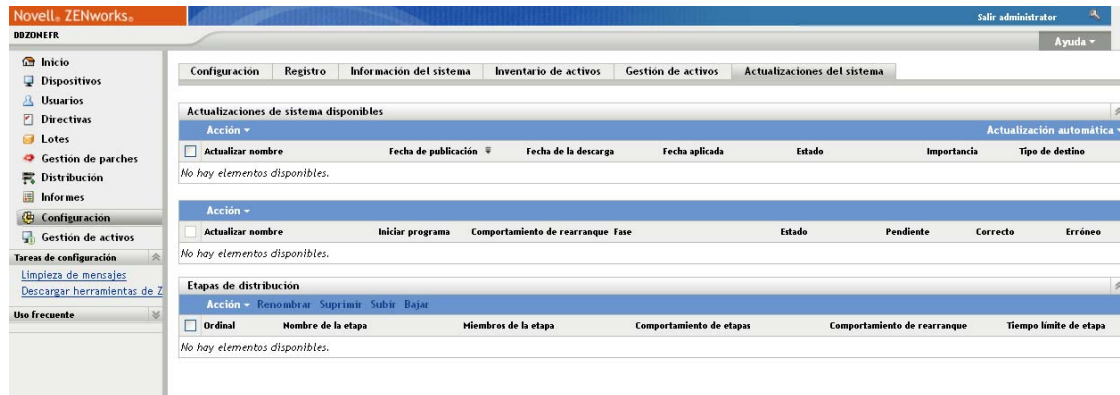 Novell® ZENworks®
Salir administrator
DDZONEFR
Ayuda
Inicio
Dispositivos
Usuarios
Directivas
Lotes
Gestión de parches
Distribución
Informes
Configuración
Gestión de activos
Tareas de configuración
Limpieza de mensajes
Descargar herramientas de Z
Uso frecuente
Configuración Registro Información del sistema Inventario de activos Gestión de activos Actualizaciones del sistema
Actualizaciones de sistema disponibles
Acción Actualización automática
Actualizar nombre Fecha de publicación Fecha de la descarga Fecha aplicada Estado Importancia Tipo de destino
No hay elementos disponibles.
Acción
Actualizar nombre Iniciar programa Comportamiento de rearranque Fase Estado Pendiente Correcto Erróneo
No hay elementos disponibles.
Etapas de distribución
Acción Renombrar Suprimir Subir Bajar
Ordinal Nombre de la etapa Miembros de la etapa Comportamiento de etapas Comportamiento de rearranque Tiempo límite de etapa
No hay elementos disponibles.